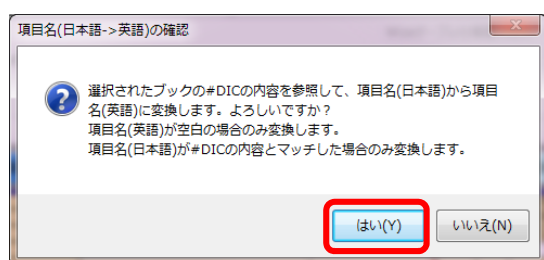 項目名(日本語->英語)の確認
選択されたブックの#DICの内容を参照して、項目名(日本語)から項目
名(英語)に変換します。よろしいですか？
項目名(英語)が空白の場合のみ変換します。
項目名(日本語)が#DICの内容とマッチした場合のみ変換します。
はい(Y) いいえ(N)